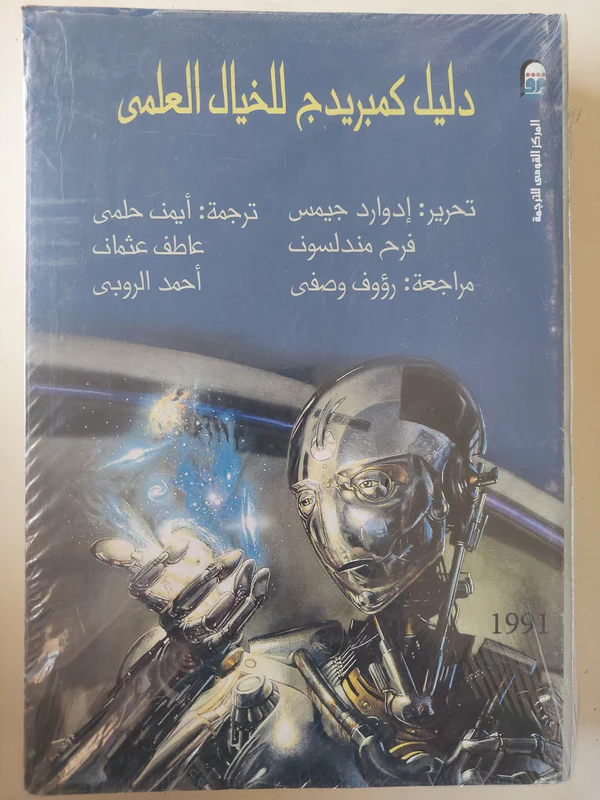 دليل كمبريدج للخيال العلمى
المركز القومى للترجمة
تحرير: إدوارد جيمس ترجمة: أيمن حلمى
فرح مندلسون عاطف عثمان
مراجعة: رؤوف وصفى أحمد الروبى
1991